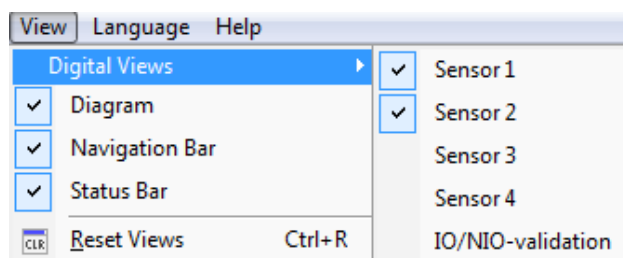 View Language Help
Digital Views Sensor 1
Diagram Sensor 2
Navigation Bar Sensor 3
Status Bar Sensor 4
CLR Reset Views Ctrl+R IO/NIO-validation